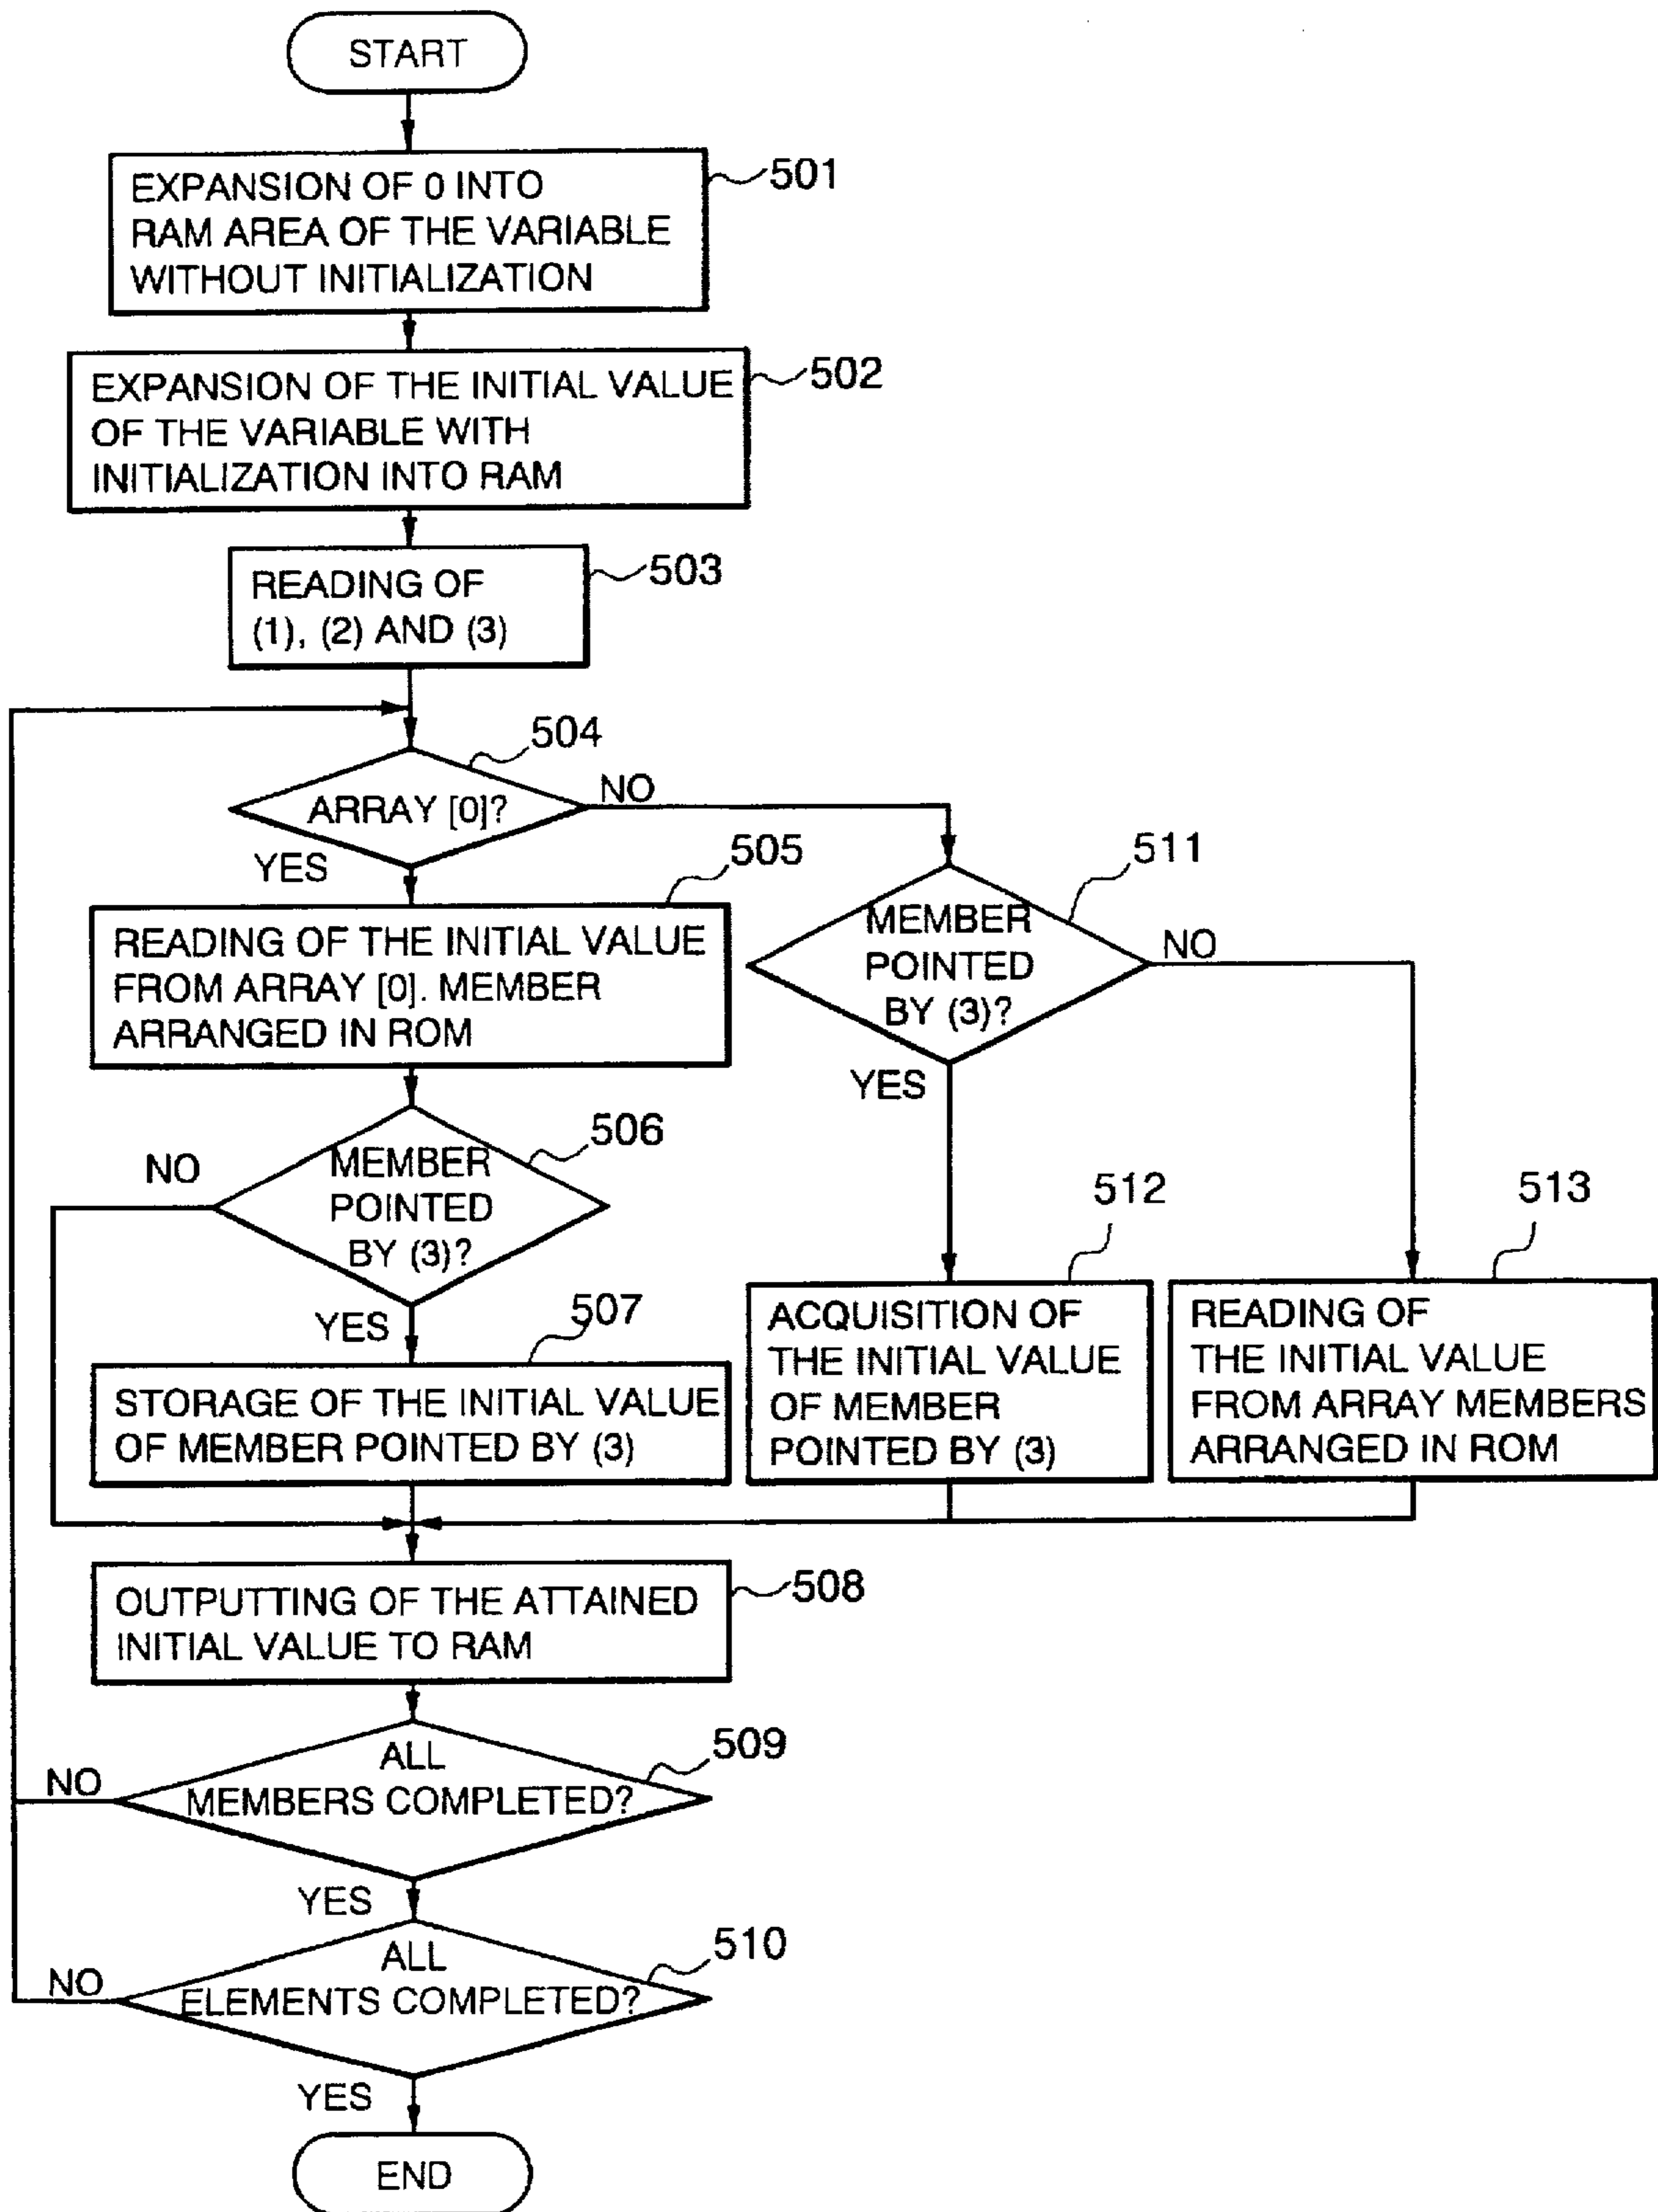 START
EXPANSION OF 0 INTO
RAM AREA OF THE VARIABLE
WITHOUT INITIALIZATION
501
EXPANSION OF THE INITIAL VALUE
OF THE VARIABLE WITH
INITIALIZATION INTO RAM
502
READING OF
(1), (2) AND (3)
503
504
ARRAY [0]?
NO
YES
505
READING OF THE INITIAL VALUE
FROM ARRAY [0]. MEMBER
ARRANGED IN ROM
511
MEMBER
POINTED
BY (3)?
NO
YES
506
MEMBER
POINTED
BY (3)?
NO
YES
507
STORAGE OF THE INITIAL VALUE
OF MEMBER POINTED BY (3)
512
ACQUISITION OF
THE INITIAL VALUE
OF MEMBER
POINTED BY (3)
513
READING OF
THE INITIAL VALUE
FROM ARRAY MEMBERS
ARRANGED IN ROM
OUTPUTTING OF THE ATTAINED
INITIAL VALUE TO RAM
508
ALL
MEMBERS COMPLETED?
509
NO
YES
ALL
ELEMENTS COMPLETED?
510
NO
YES
END